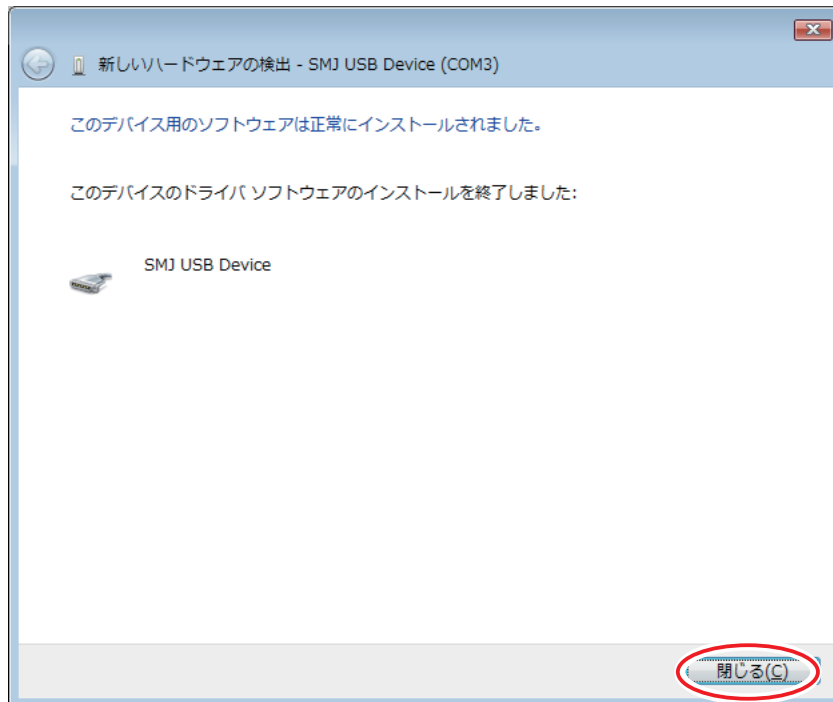 新しいハードウェアの検出 - SMJ USB Device (COM3)
このデバイス用のソフトウェアは正常にインストールされました。
このデバイスのドライバ ソフトウェアのインストールを終了しました:
SMJ USB Device
閉じる(C)